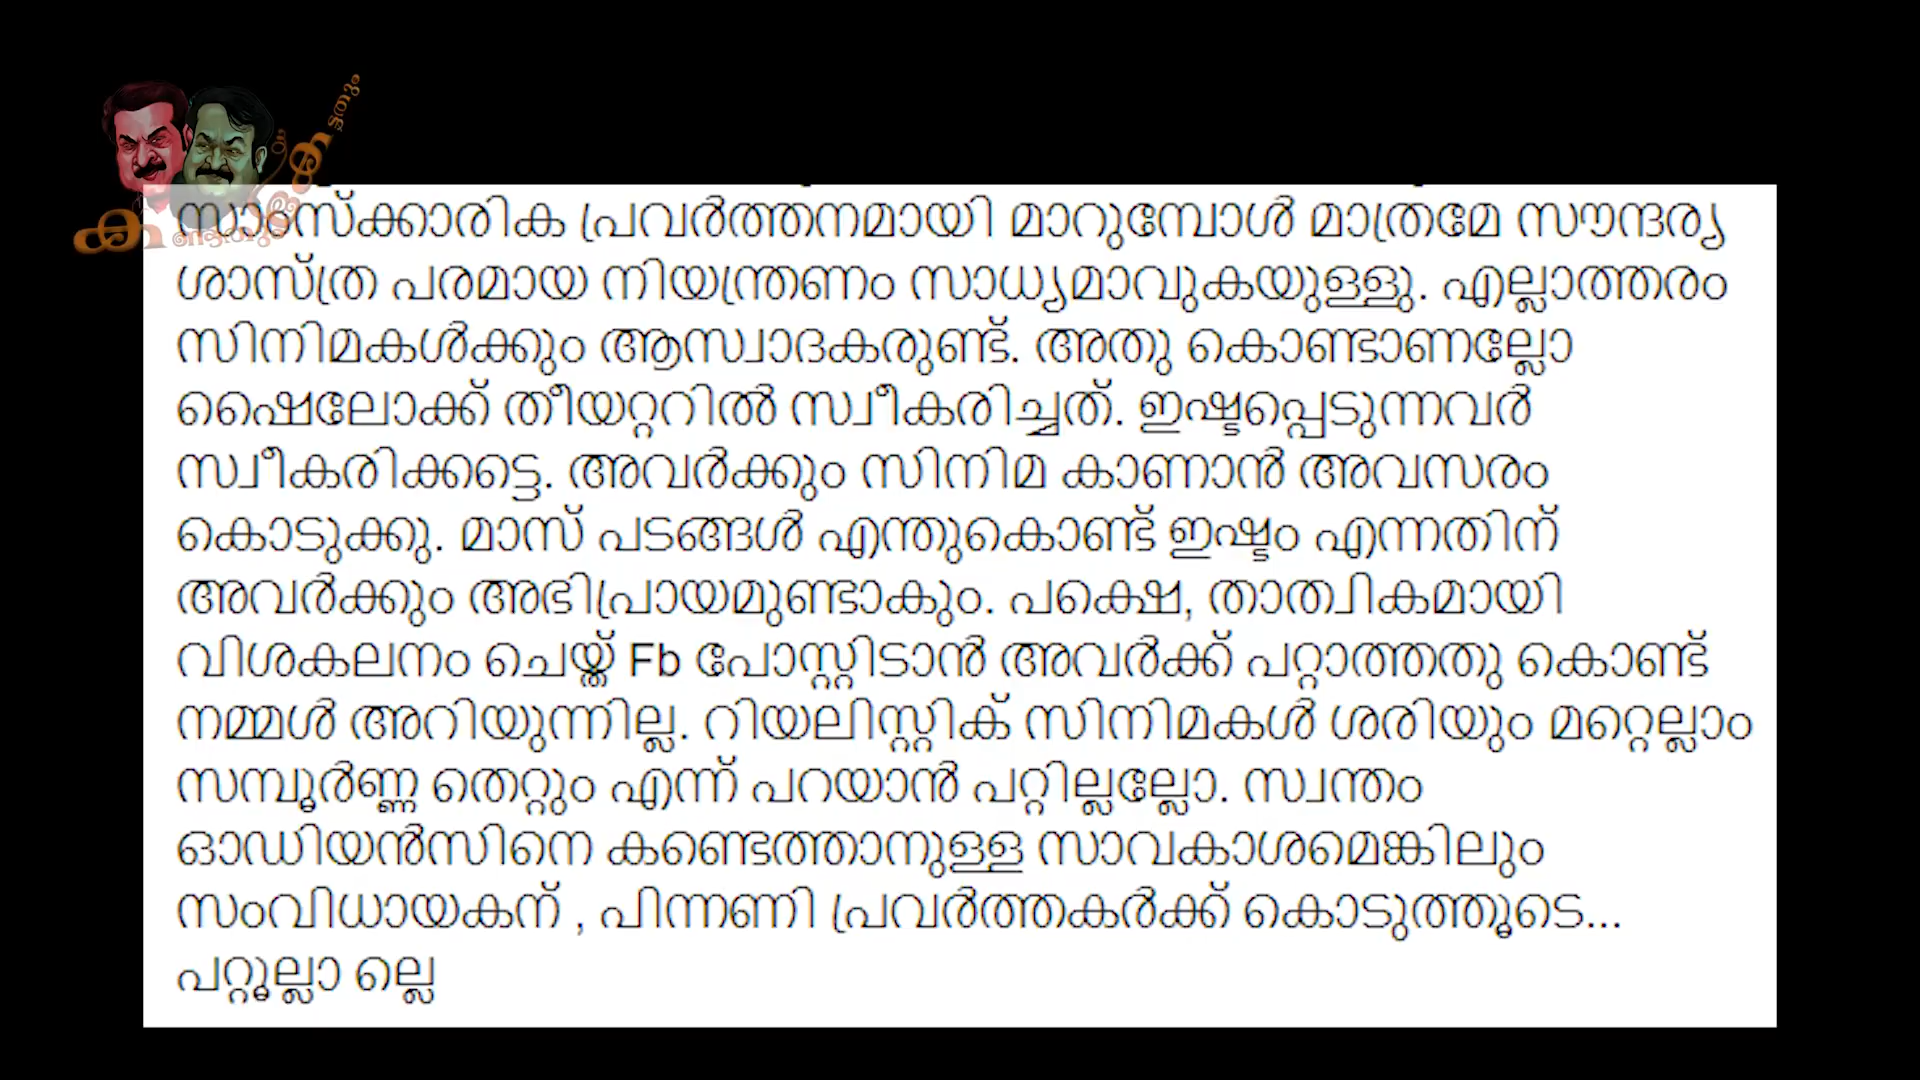 സാംസ്ക്കാരിക പ്രവർത്തനമായി മാറുമ്പോൾ മാത്രമേ സൗന്ദര്യ
ശാസ്ത്ര പരമായ നിയന്ത്രണം സാധ്യമാവുകയുള്ളു. എല്ലാത്തരം
സിനിമകൾക്കും ആസ്വാദകരുണ്ട്. അതു കൊണ്ടാണല്ലോ
ഷൈലോക്ക് തീയറ്ററിൽ സ്വീകരിച്ചത്. ഇഷ്ടപ്പെടുന്നവർ
സ്വീകരിക്കട്ടെ. അവർക്കും സിനിമ കാണാൻ അവസരം
കൊടുക്കു. മാസ് പടങ്ങൾ എന്തുകൊണ്ട് ഇഷ്ടം എന്നതിന്
അവർക്കും അഭിപ്രായമുണ്ടാകും. പക്ഷെ, താത്വികമായി
വിശകലനം ചെയ്ത് Fb പോസ്റ്റിടാൻ അവർക്ക് പറ്റാത്തതു കൊണ്ട്
നമ്മൾ അറിയുന്നില്ല. റിയലിസ്റ്റിക് സിനിമകൾ ശരിയും മറ്റെല്ലാം
സമ്പൂർണ്ണ തെറ്റും എന്ന് പറയാൻ പറ്റില്ലല്ലോ. സ്വന്തം
ഓഡിയൻസിനെ കണ്ടെത്താനുള്ള സാവകാശമെങ്കിലും
സംവിധായകന് , പിന്നണി പ്രവർത്തകർക്ക് കൊടുത്തൂടെ...
പറ്റൂല്ലാ ല്ലെ